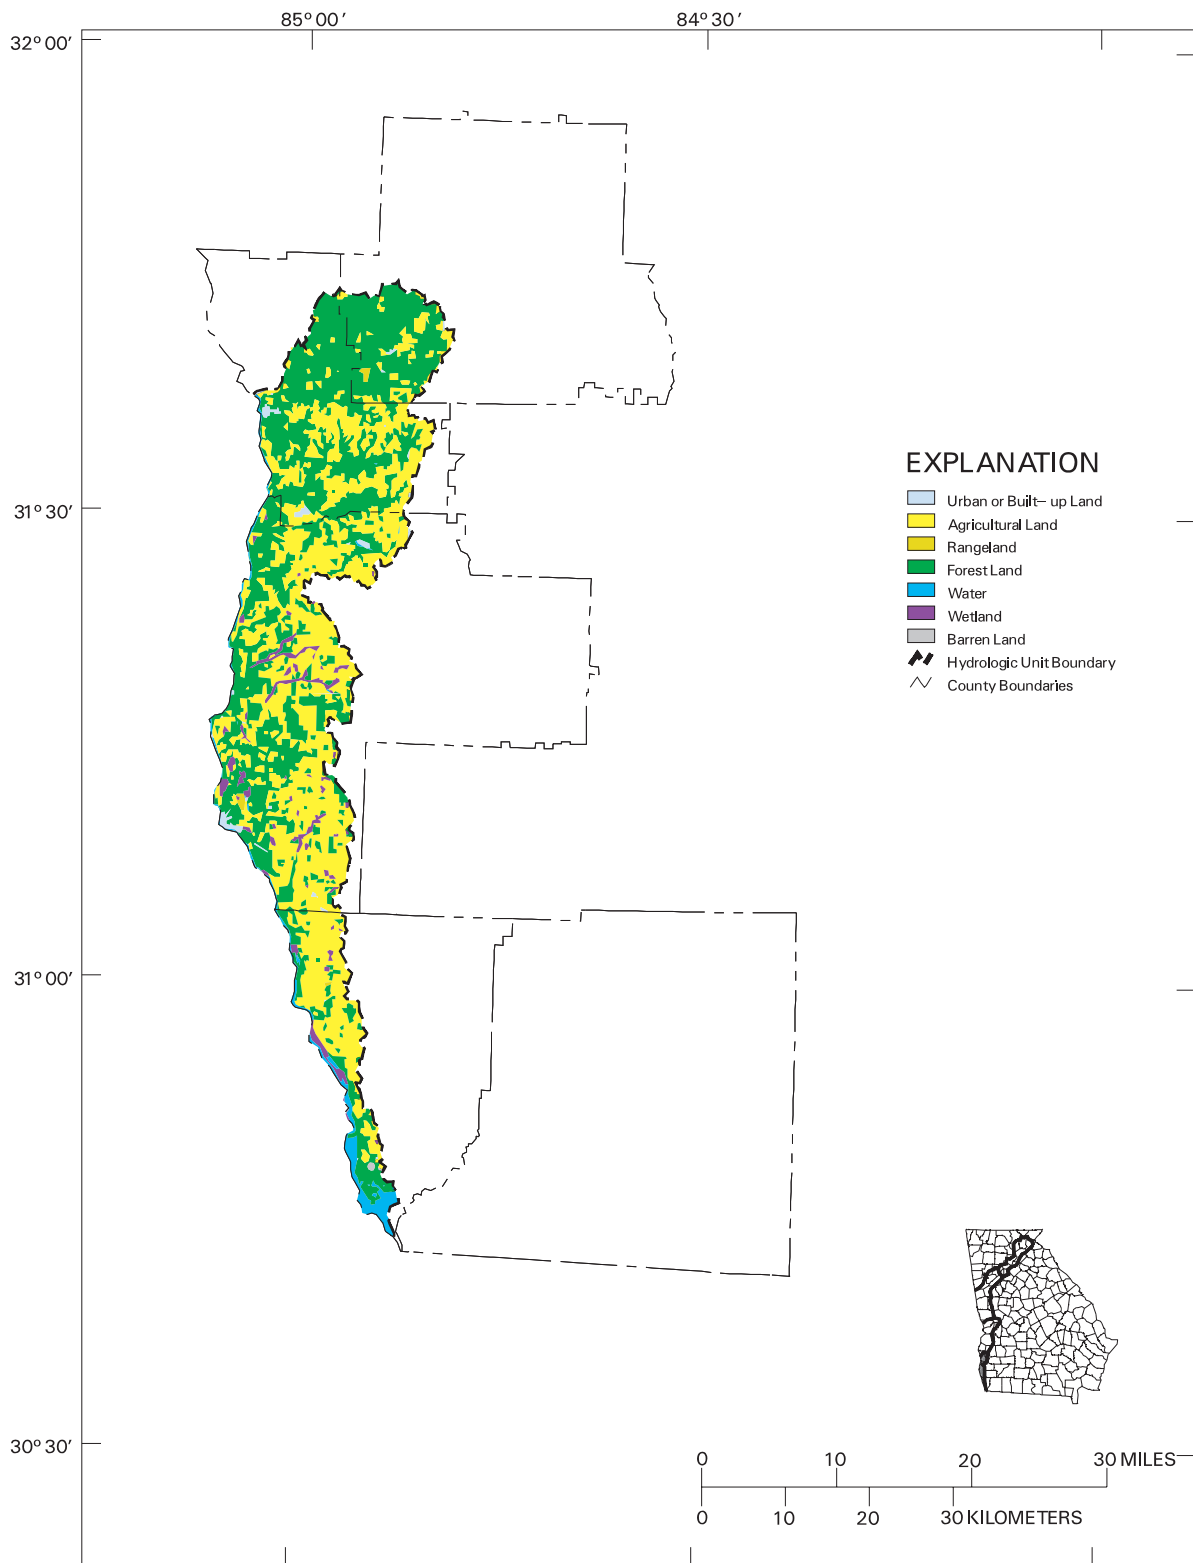 85° 00'
84° 30'
32° 00'
31° 30'
31° 00'
30° 30'
EXPLANATION
Urban or Built-up Land
Agricultural Land
Rangeland
Forest Land
Water
Wetland
Barren Land
Hydrologic Unit Boundary
County Boundaries
0 10 20 30 MILES
0 10 20 30 KILOMETERS